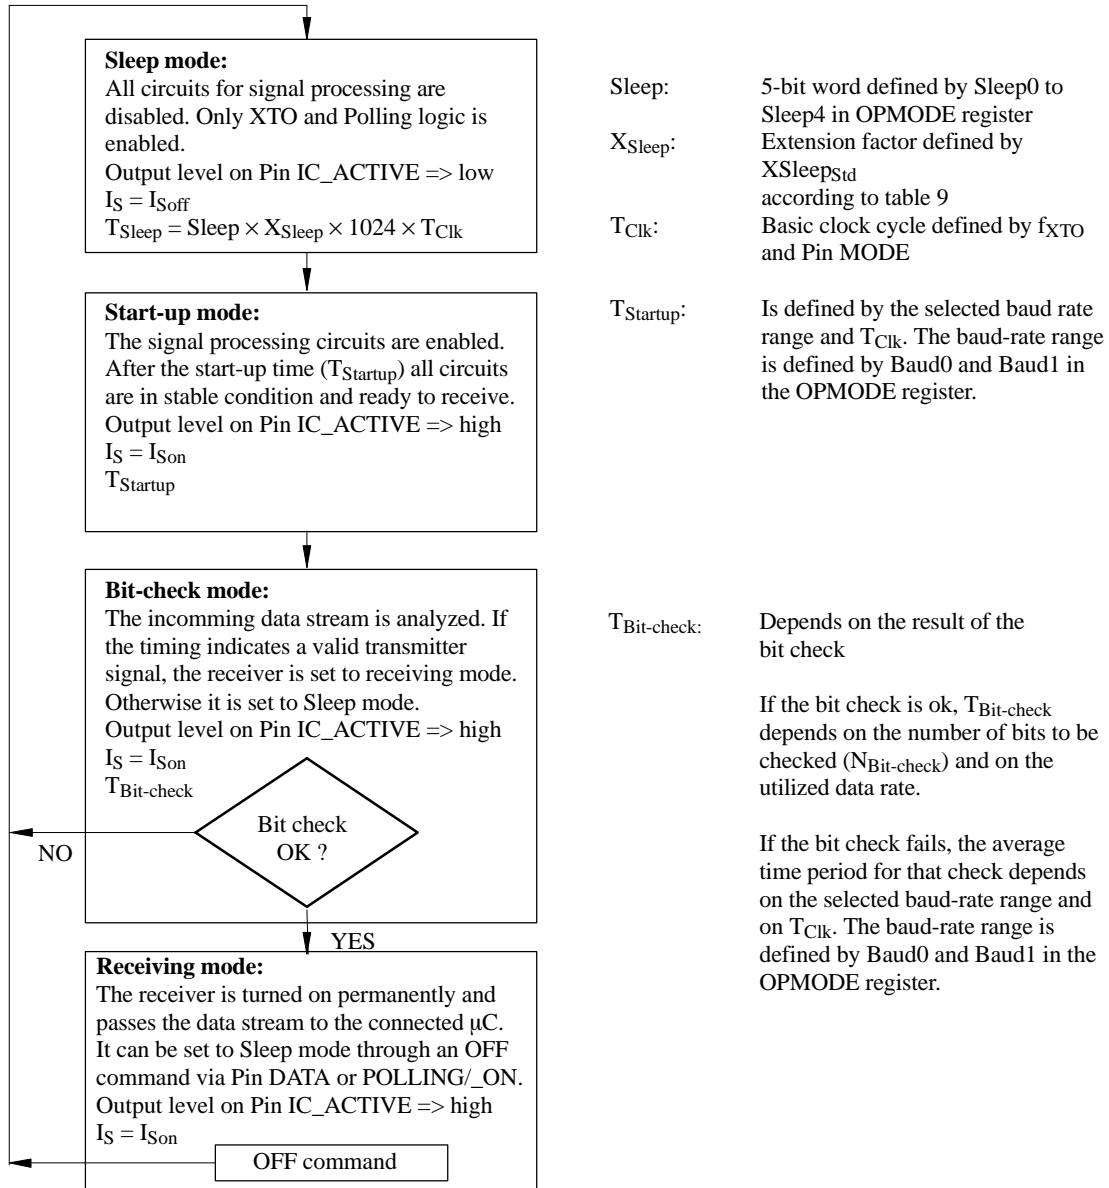 Sleep mode:
All circuits for signal processing are
disabled. Only XTO and Polling logic is
enabled.
Output level on Pin IC_ACTIVE => low
IS = ISoff
TSleep = Sleep × XSleep × 1024 × TClk
Sleep: 5-bit word defined by Sleep0 to
Sleep4 in OPMODE register
XSleep: Extension factor defined by
XSleepStd
according to table 9
TClk: Basic clock cycle defined by fXTO
and Pin MODE
Start-up mode:
The signal processing circuits are enabled.
After the start-up time (TStartup) all circuits
are in stable condition and ready to receive.
Output level on Pin IC_ACTIVE => high
IS = ISon
TStartup
TStartup: Is defined by the selected baud rate
range and TClk. The baud-rate range
is defined by Baud0 and Baud1 in
the OPMODE register.
Bit-check mode:
The incomming data stream is analyzed. If
the timing indicates a valid transmitter
signal, the receiver is set to receiving mode.
Otherwise it is set to Sleep mode.
Output level on Pin IC_ACTIVE => high
IS = ISon
TBit-check
Bit check
OK ?
NO
YES
TBit-check: Depends on the result of the
bit check
If the bit check is ok, TBit-check
depends on the number of bits to be
checked (NBit-check) and on the
utilized data rate.
If the bit check fails, the average
time period for that check depends
on the selected baud-rate range and
on TClk. The baud-rate range is
defined by Baud0 and Baud1 in the
OPMODE register.
Receiving mode:
The receiver is turned on permanently and
passes the data stream to the connected µC.
It can be set to Sleep mode through an OFF
command via Pin DATA or POLLING/_ON.
Output level on Pin IC_ACTIVE => high
IS = ISon
OFF command